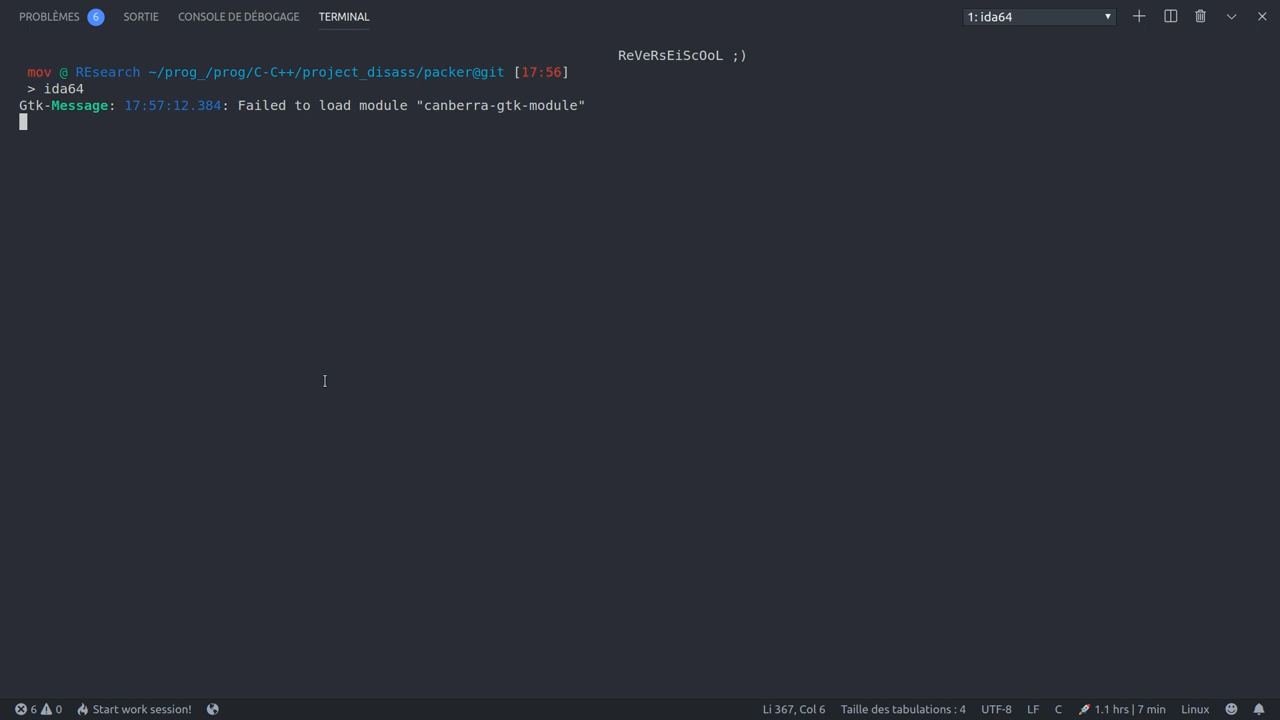 PROBLÈMES 6 SORTIE CONSOLE DE DÉBOGAGE TERMINAL 1: ida64
ReVeRsEiScOoL ;)
mov @ REsearch ~/prog_/prog/C-C++/project_disass/packer@git [17:56]
> ida64
Gtk-Message: 17:57:12.384: Failed to load module "canberra-gtk-module"
6 0 Start work session! Li 367, Col 6 Taille des tabulations : 4 UTF-8 LF C 1.1 hrs | 7 min Linux